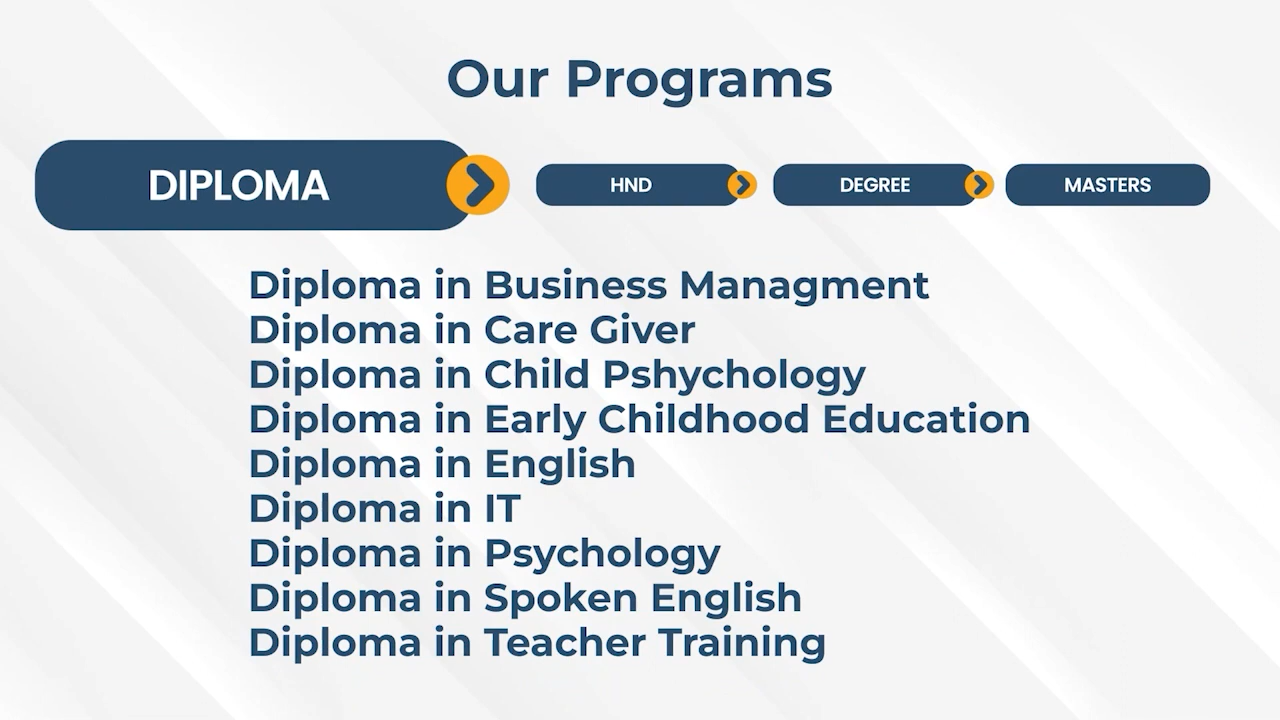 Our Programs
DIPLOMA
HND
DEGREE
MASTERS
Diploma in Business Managment
Diploma in Care Giver
Diploma in Child Pshychology
Diploma in Early Childhood Education
Diploma in English
Diploma in IT
Diploma in Psychology
Diploma in Spoken English
Diploma in Teacher Training